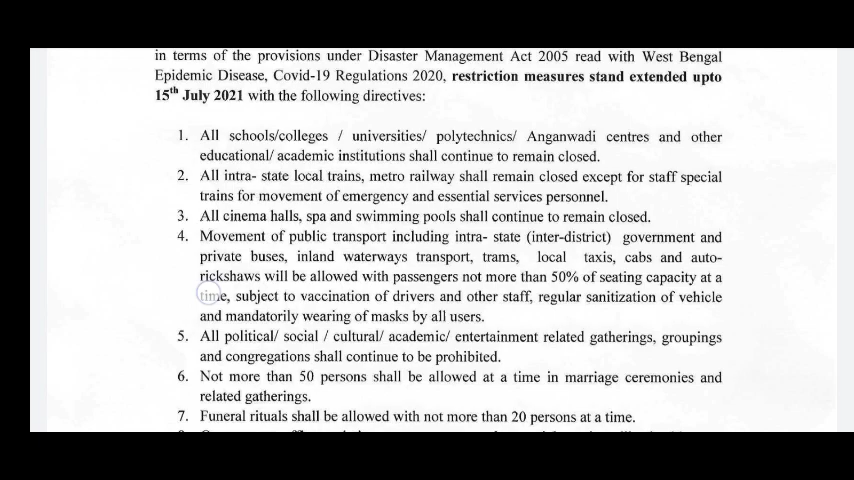 in terms of the provisions under Disaster Management Act 2005 read with West Bengal
Epidemic Disease, Covid-19 Regulations 2020, restriction measures stand extended upto
15th July 2021 with the following directives:
1. All schools/colleges / universities/ polytechnics/ Anganwadi centres and other
educational/ academic institutions shall continue to remain closed.
2. All intra- state local trains, metro railway shall remain closed except for staff special
trains for movement of emergency and essential services personnel.
3. All cinema halls, spa and swimming pools shall continue to remain closed.
4. Movement of public transport including intra- state (inter-district) government and
private buses, inland waterways transport, trams, local taxis, cabs and auto-
rickshaws will be allowed with passengers not more than 50% of seating capacity at a
time, subject to vaccination of drivers and other staff, regular sanitization of vehicle
and mandatorily wearing of masks by all users.
5. All political/ social / cultural/ academic/ entertainment related gatherings, groupings
and congregations shall continue to be prohibited.
6. Not more than 50 persons shall be allowed at a time in marriage ceremonies and
related gatherings.
7. Funeral rituals shall be allowed with not more than 20 persons at a time.